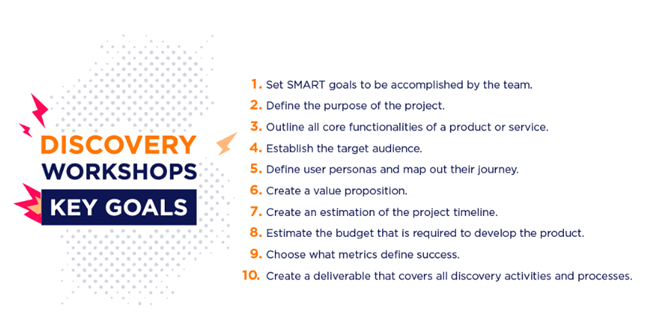 DISCOVERY
WORKSHOPS
KEY GOALS
1. Set SMART goals to be accomplished by the team.
2. Define the purpose of the project.
3. Outline all core functionalities of a product or service.
4. Establish the target audience.
5. Define user personas and map out their journey.
6. Create a value proposition.
7. Create an estimation of the project timeline.
8. Estimate the budget that is required to develop the product.
9. Choose what metrics define success.
10. Create a deliverable that covers all discovery activities and processes.